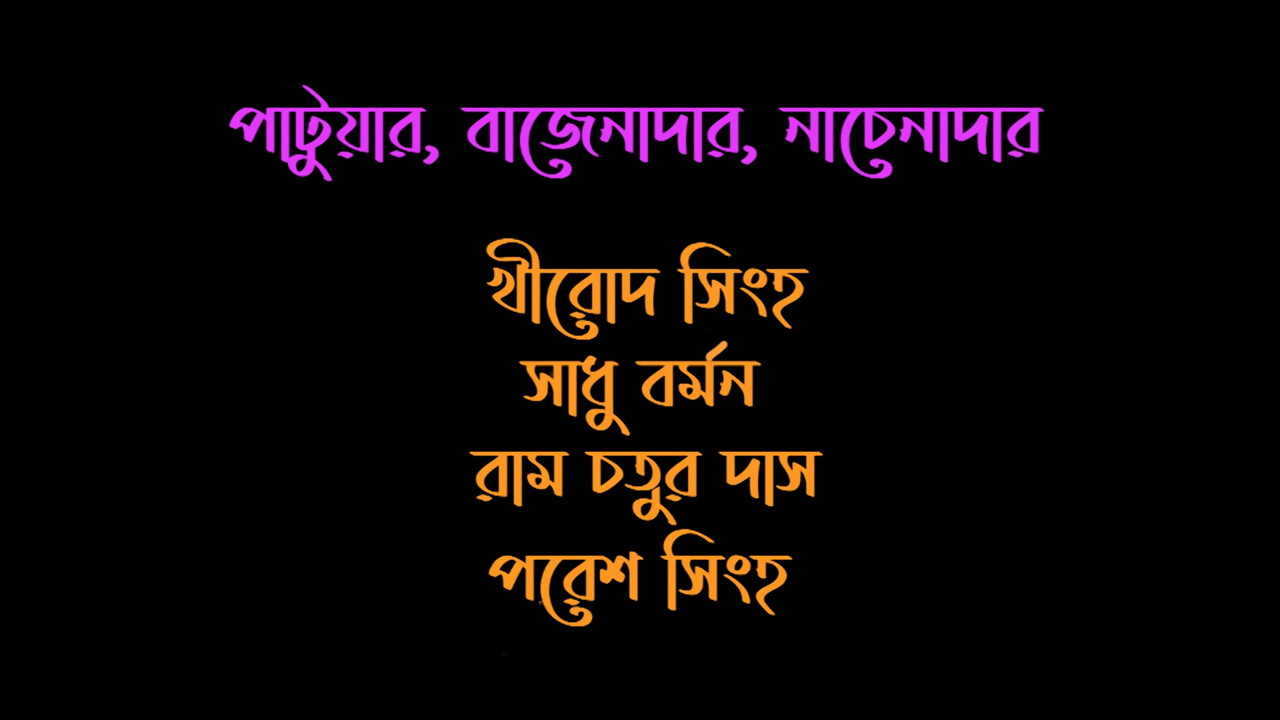 পাটুয়ার, বাজেনাদার, নাচেনাদার
খীরোদ সিংহ
সাধু বর্মন
রাম চতুর দাস
পরেশ সিংহ